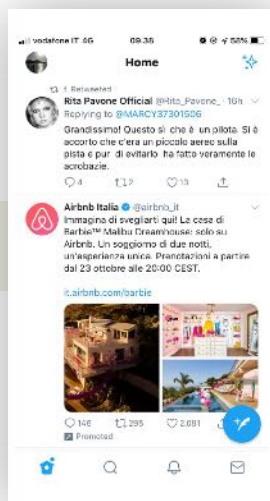 vodafone IT 4G 09:38 58%
Home
1 Retweeted
Rita Pavone Official @Rita_Pavone_ · 16h
Replying to @MARCY37301506
Grandissimo! Questo sì che è un pilota. Si è
accorto che c'era un piccolo aereo sulla
pista e pur di evitarlo ha fatto veramente le
acrobazie.
4 2 13
Airbnb Italia @airbnb_it
Immagina di svegliarti qui! La casa di
Barbie™ Malibu Dreamhouse: solo su
Airbnb. Un soggiorno di due notti,
un'esperienza unica. Prenotazioni a partire
dal 23 ottobre alle 20:00 CEST.
it.airbnb.com/barbie
146 295 2.081
Promoted